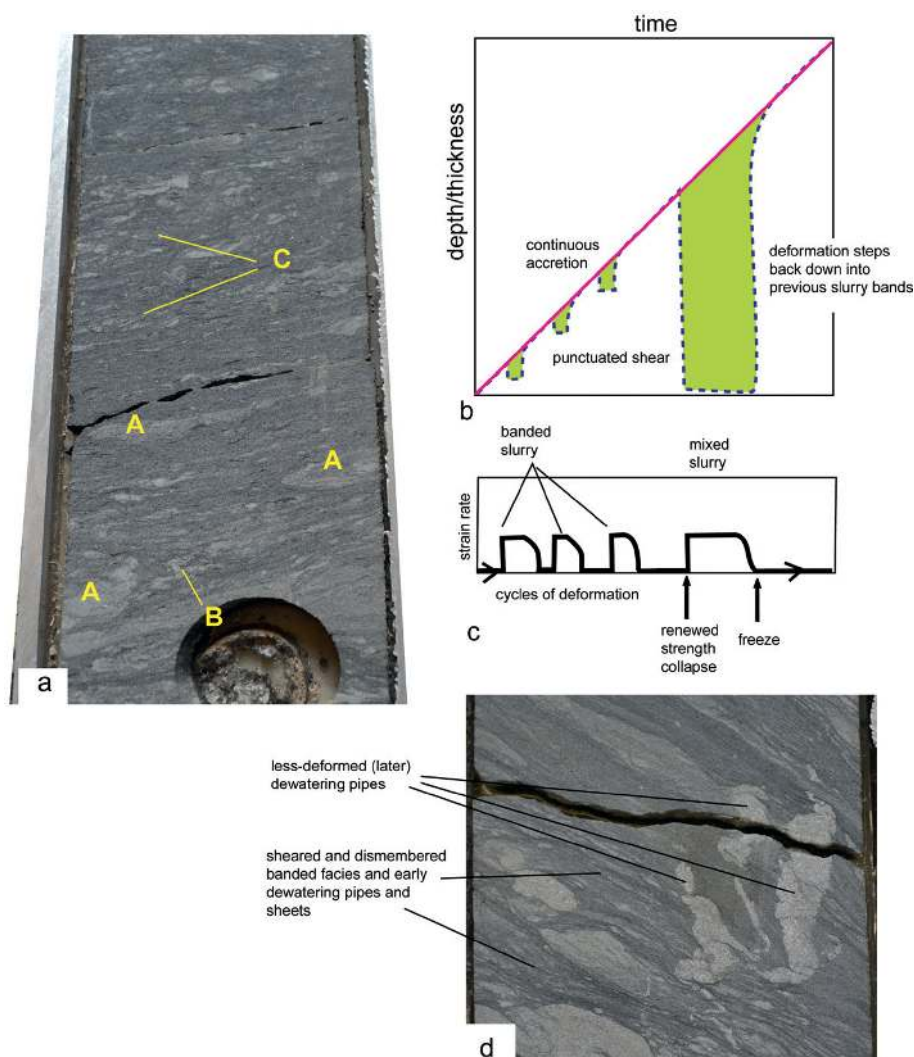 C
A
A
A
B
a
time
depth/thickness
continuous
accretion
punctuated shear
deformation steps
back down into
previous slurry bands
b
banded
slurry
mixed
slurry
strain rate
cycles of deformation
renewed
strength
collapse
freeze
c
less-deformed (later)
dewatering pipes
sheared and dismembered
banded facies and early
dewatering pipes and
sheets
d